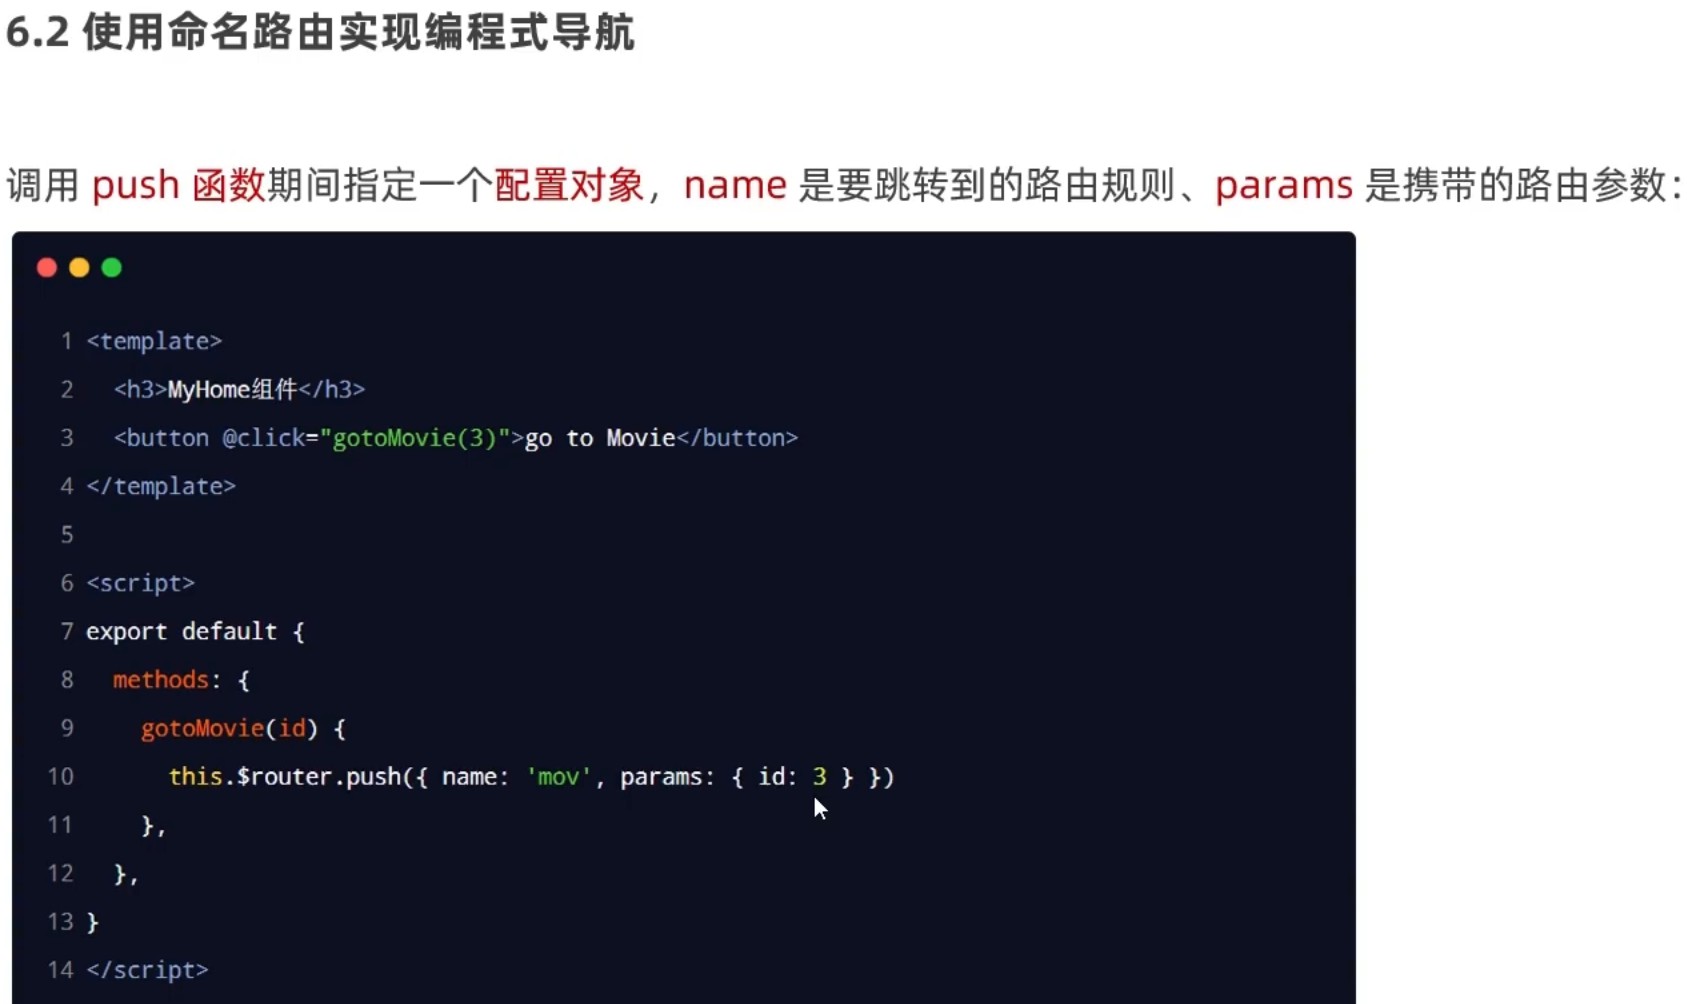 6.2 使用命名路由实现编程式导航
调用 push 函数期间指定一个配置对象，name 是要跳转到的路由规则、params 是携带的路由参数：
1 <template>
2   <h3>MyHome组件</h3>
3   <button @click="gotoMovie(3)">go to Movie</button>
4 </template>
5
6 <script>
7 export default {
8   methods: {
9     gotoMovie(id) {
10       this.$router.push({ name: 'mov', params: { id: 3 } })
11     },
12   },
13 }
14 </script>